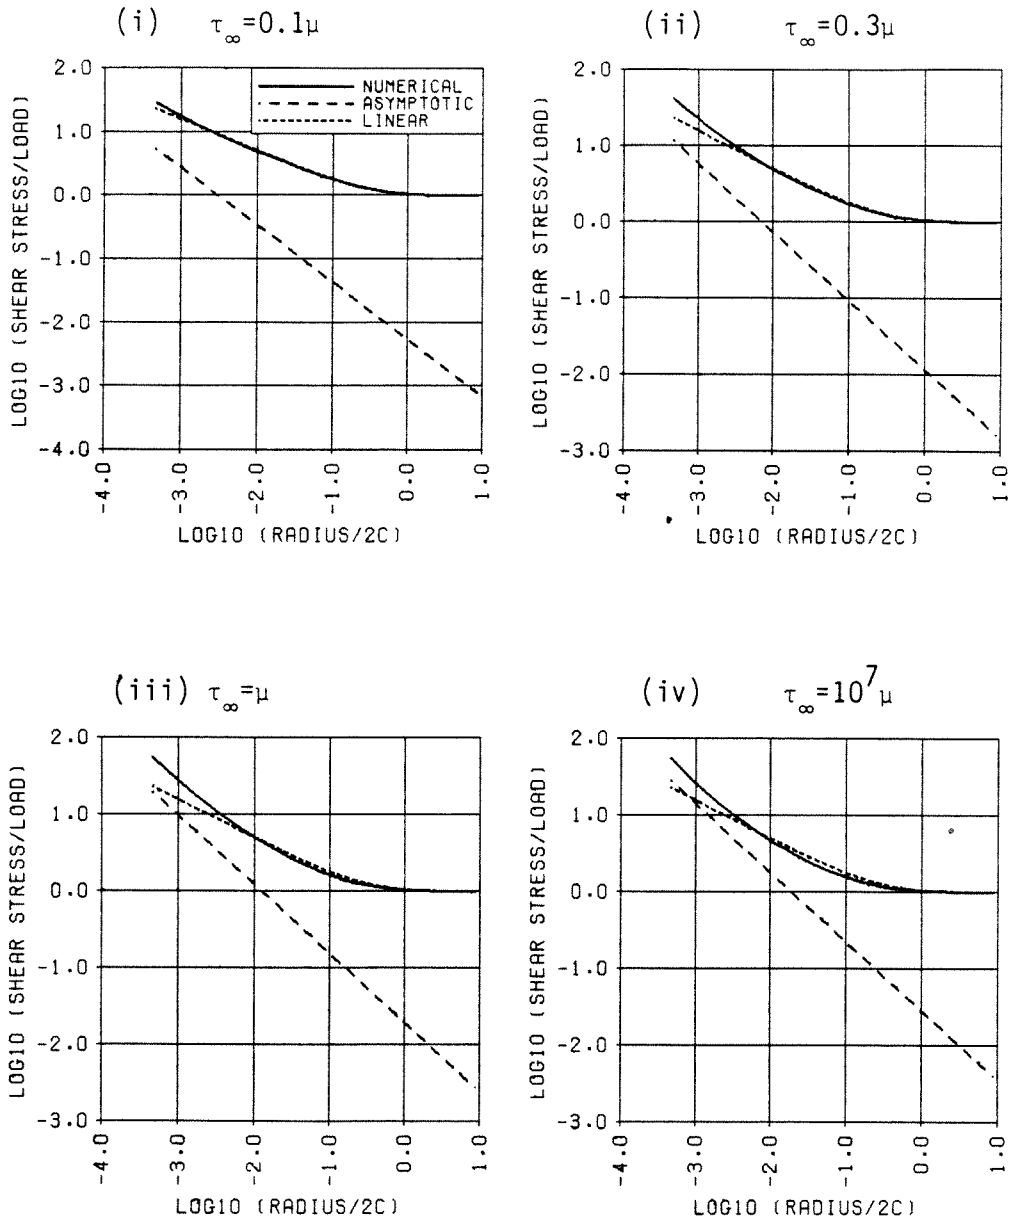 (i) τ∞=0.1μ
2.0
1.0
0.0
-1.0
-2.0
-3.0
-4.0
LOG10 (SHEAR STRESS/LOAD)
NUMERICAL
ASYMPTOTIC
LINEAR
-4.0 -3.0 -2.0 -1.0 0.0 1.0
LOG10 (RADIUS/2C)
(ii) τ∞=0.3μ
2.0
1.0
0.0
-1.0
-2.0
-3.0
LOG10 (SHEAR STRESS/LOAD)
-4.0 -3.0 -2.0 -1.0 0.0 1.0
LOG10 (RADIUS/2C)
(iii) τ∞=μ
2.0
1.0
0.0
-1.0
-2.0
-3.0
LOG10 (SHEAR STRESS/LOAD)
-4.0 -3.0 -2.0 -1.0 0.0 1.0
LOG10 (RADIUS/2C)
(iv) τ∞=10⁷μ
2.0
1.0
0.0
-1.0
-2.0
-3.0
LOG10 (SHEAR STRESS/LOAD)
-4.0 -3.0 -2.0 -1.0 0.0 1.0
LOG10 (RADIUS/2C)